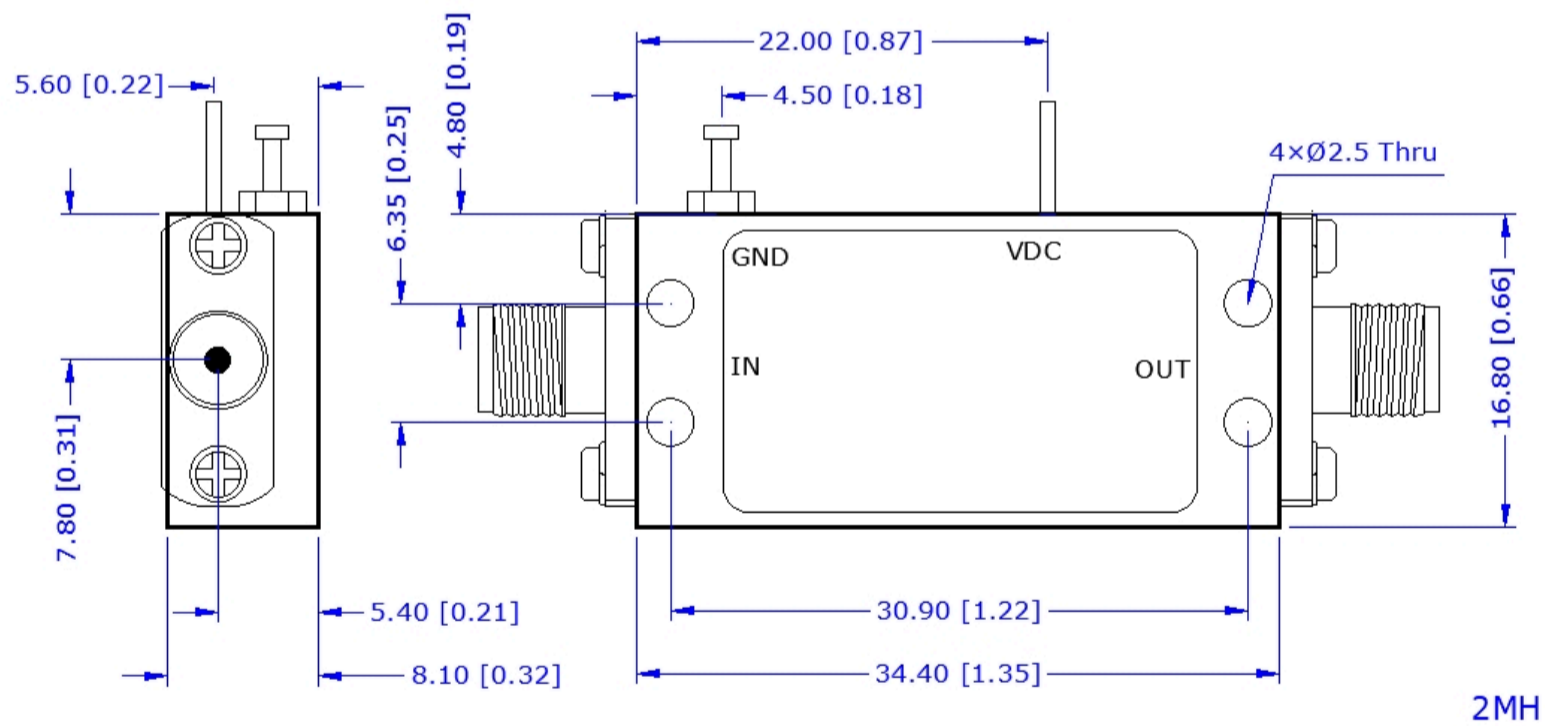 22.00 [0.87]
4.80 [0.19]
5.60 [0.22]
4.50 [0.18]
6.35 [0.25]
4×Ø2.5 Thru
GND
VDC
IN
OUT
16.80 [0.66]
7.80 [0.31]
5.40 [0.21]
30.90 [1.22]
8.10 [0.32]
34.40 [1.35]
2MH